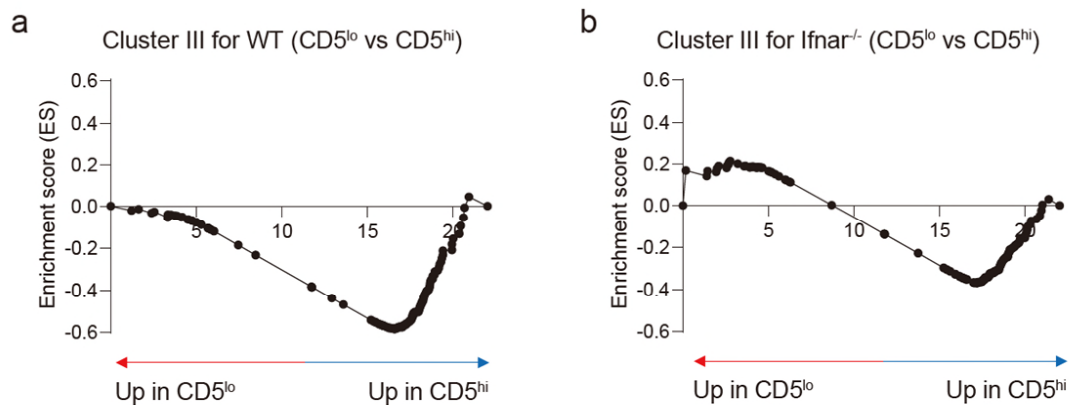 a
Cluster III for WT (CD5ˡᵒ vs CD5ʰⁱ)
Enrichment score (ES)
0.6
0.4
0.2
0.0
-0.2
-0.4
-0.6
5
10
15
20
Up in CD5ˡᵒ
Up in CD5ʰⁱ
b
Cluster III for Ifnar⁻/⁻ (CD5ˡᵒ vs CD5ʰⁱ)
Enrichment score (ES)
0.6
0.4
0.2
0.0
-0.2
-0.4
-0.6
5
10
15
20
Up in CD5ˡᵒ
Up in CD5ʰⁱ